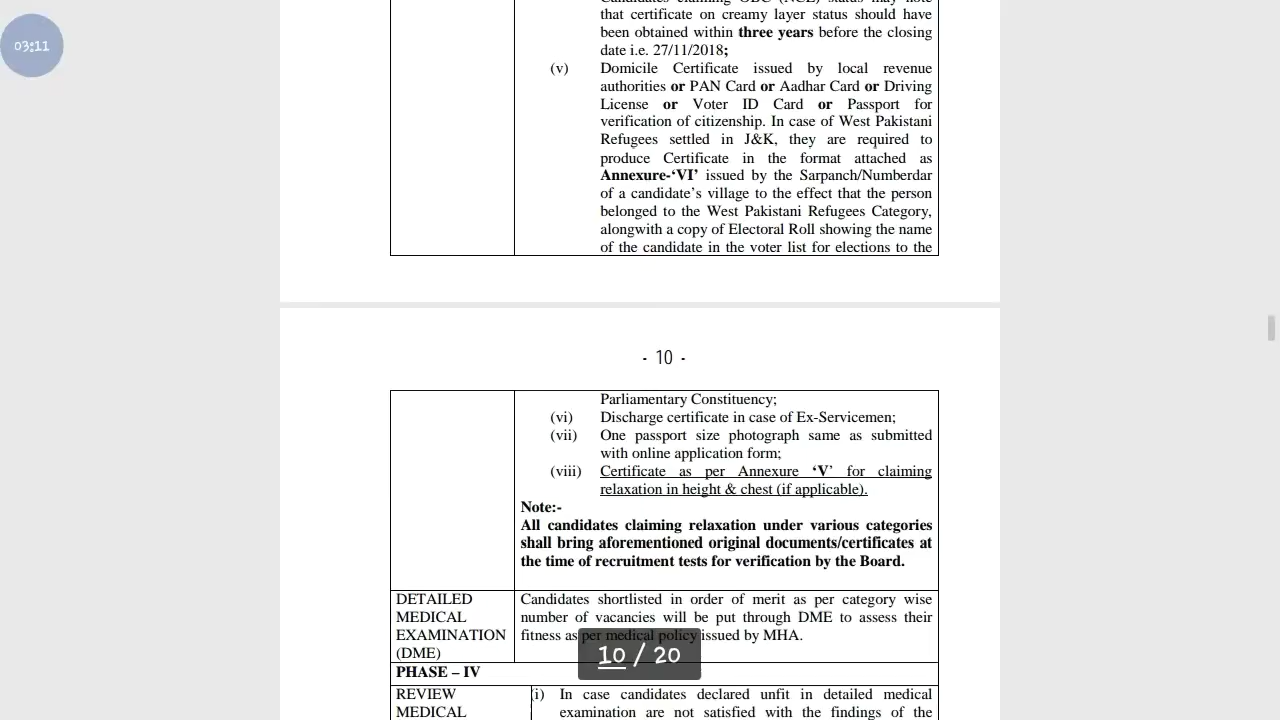 03:11
Candidates claiming OBC (NCL) status may note
that certificate on creamy layer status should have
been obtained within three years before the closing
date i.e. 27/11/2018;
(v) Domicile Certificate issued by local revenue
authorities or PAN Card or Aadhar Card or Driving
License or Voter ID Card or Passport for
verification of citizenship. In case of West Pakistani
Refugees settled in J&K, they are required to
produce Certificate in the format attached as
Annexure-‘VI’ issued by the Sarpanch/Numberdar
of a candidate’s village to the effect that the person
belonged to the West Pakistani Refugees Category,
alongwith a copy of Electoral Roll showing the name
of the candidate in the voter list for elections to the
- 10 -
Parliamentary Constituency;
(vi) Discharge certificate in case of Ex-Servicemen;
(vii) One passport size photograph same as submitted
with online application form;
(viii) Certificate as per Annexure ‘V’ for claiming
relaxation in height & chest (if applicable).
Note:-
All candidates claiming relaxation under various categories
shall bring aforementioned original documents/certificates at
the time of recruitment tests for verification by the Board.
DETAILED
MEDICAL
EXAMINATION
(DME)
Candidates shortlisted in order of merit as per category wise
number of vacancies will be put through DME to assess their
fitness as per medical policy issued by MHA.
10 / 20
PHASE – IV
REVIEW
MEDICAL
(i) In case candidates declared unfit in detailed medical
examination are not satisfied with the findings of the